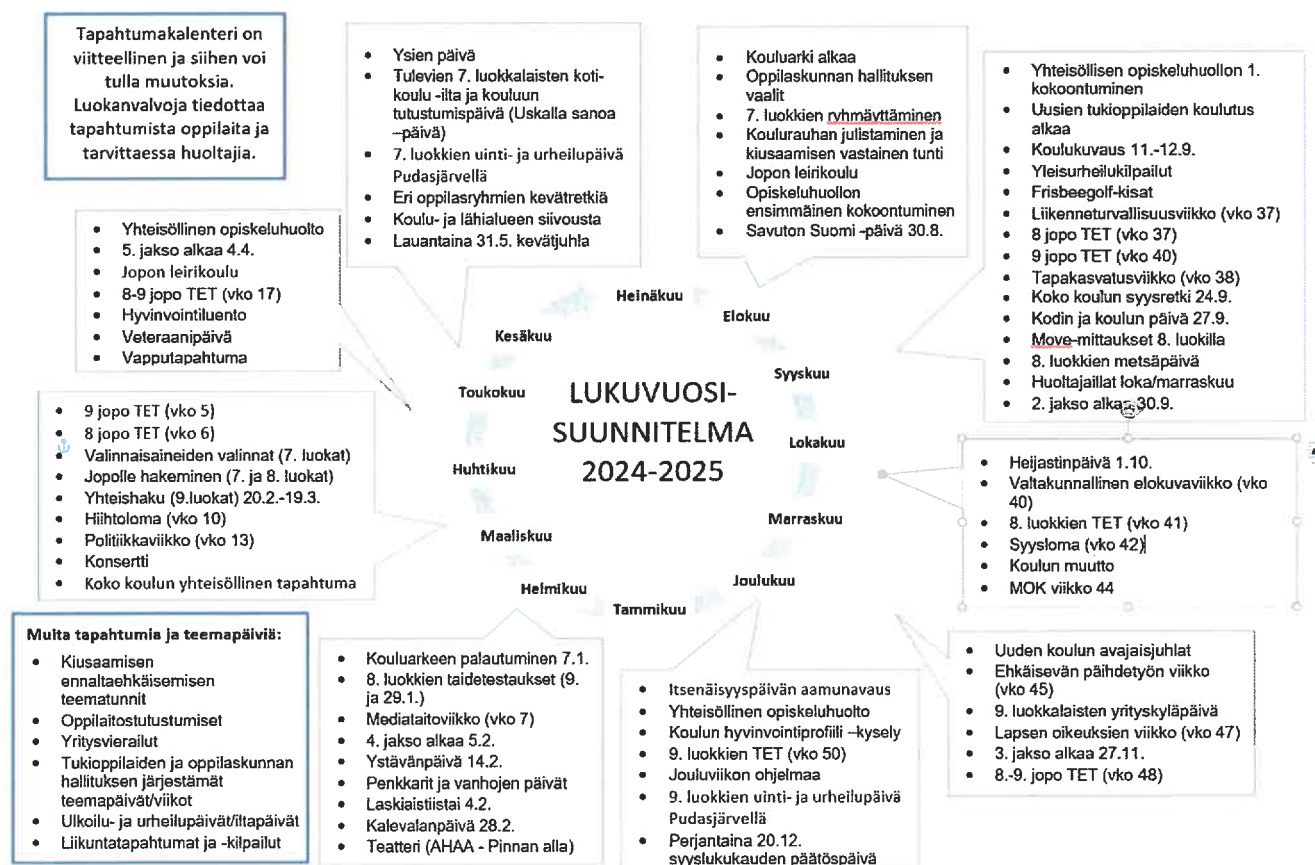 Tapahtumakalenteri on
viitteellinen ja siihen voi
tulla muutoksia.
Luokanvalvoja tiedottaa
tapahtumista oppilaita ja
tarvittaessa huoltajia.
• Ysien päivä
• Tulevien 7. luokkalaisten koti-
koulu -ilta ja kouluun
tutustumispäivä (Uskalla sanoa
–päivä)
• 7. luokkien uinti- ja urheilupäivä
Pudasjärvellä
• Eri oppilasryhmien kevätretkiä
• Koulu- ja lähialueen siivousta
• Lauantaina 31.5. kevätjuhla
• Kouluarki alkaa
• Oppilaskunnan hallituksen
vaalit
• 7. luokkien ryhmäyttäminen
• Koulurauhan julistaminen ja
kiusaamisen vastainen tunti
• Jopon leirikoulu
• Opiskeluhuollon
ensimmäinen kokoontuminen
• Savuton Suomi -päivä 30.8.
• Yhteisöllisen opiskeluhuollon 1.
kokoontuminen
• Uusien tukioppilaiden koulutus
alkaa
• Koulukuvaus 11.-12.9.
• Yleisurheilukilpailut
• Frisbeegolf-kisat
• Liikenneturvallisuusviikko (vko 37)
• 8 jopo TET (vko 37)
• 9 jopo TET (vko 40)
• Tapakasvatusviikko (vko 38)
• Koko koulun syysretki 24.9.
• Kodin ja koulun päivä 27.9.
• Move-mittaukset 8. luokilla
• 8. luokkien metsäpäivä
• Huoltajaillat loka/marraskuu
• 2. jakso alkaa 30.9.
• Yhteisöllinen opiskeluhuolto
• 5. jakso alkaa 4.4.
• Jopon leirikoulu
• 8-9 jopo TET (vko 17)
• Hyvinvointiluento
• Veteraanipäivä
• Vapputapahtuma
Heinäkuu
Elokuu
Kesäkuu
Syyskuu
Toukokuu
LUKUVUOSI-
SUUNNITELMA
2024-2025
Lokakuu
Huhtikuu
Marraskuu
Maaliskuu
Joulukuu
Helmikuu
Tammikuu
• 9 jopo TET (vko 5)
• 8 jopo TET (vko 6)
• Valinnaisaineiden valinnat (7. luokat)
• Jopolle hakeminen (7. ja 8. luokat)
• Yhteishaku (9.luokat) 20.2.-19.3.
• Hiihtoloma (vko 10)
• Politiikkaviikko (vko 13)
• Konsertti
• Koko koulun yhteisöllinen tapahtuma
• Heijastinpäivä 1.10.
• Valtakunnallinen elokuvaviikko (vko
40)
• 8. luokkien TET (vko 41)
• Syysloma (vko 42)
• Koulun muutto
• MOK viikko 44
Muita tapahtumia ja teemapäiviä:
• Kiusaamisen
ennaltaehkäisemisen
teematunnit
• Oppilaitostutustumiset
• Yritysvierailut
• Tukioppilaiden ja oppilaskunnan
hallituksen järjestämät
teemapäivät/viikot
• Ulkoilu- ja urheilupäivät/iltapäivät
• Liikuntatapahtumat ja -kilpailut
• Kouluarkeen palautuminen 7.1.
• 8. luokkien taidetestaukset (9.
ja 29.1.)
• Mediataitoviikko (vko 7)
• 4. jakso alkaa 5.2.
• Ystävänpäivä 14.2.
• Penkkarit ja vanhojen päivät
• Laskiaistiistai 4.2.
• Kalevalanpäivä 28.2.
• Teatteri (AHAA - Pinnan alla)
• Itsenäisyyspäivän aamunavaus
• Yhteisöllinen opiskeluhuolto
• Koulun hyvinvointiprofiili –kysely
• 9. luokkien TET (vko 50)
• Jouluviikon ohjelmaa
• 9. luokkien uinti- ja urheilupäivä
Pudasjärvellä
• Perjantaina 20.12.
syyslukukauden päätöspäivä
• Uuden koulun avajaisjuhlat
• Ehkäisevän päihdetyön viikko
(vko 45)
• 9. luokkalaisten yrityskyläpäivä
• Lapsen oikeuksien viikko (vko 47)
• 3. jakso alkaa 27.11.
• 8.-9. jopo TET (vko 48)